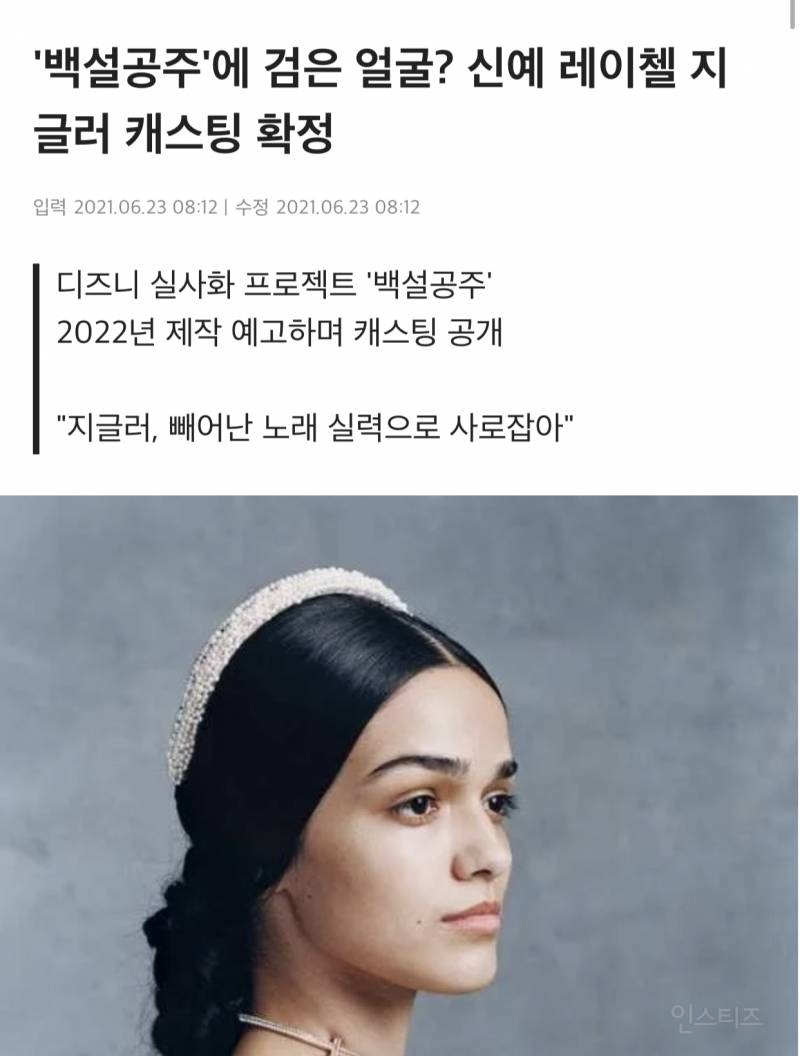 '백설공주'에 검은 얼굴? 신예 레이첼 지
글러 캐스팅 확정
입력 2021.06.23 08:12 | 수정 2021.06.23 08:12
디즈니 실사화 프로젝트 '백설공주'
2022년 제작 예고하며 캐스팅 공개
"지글러, 빼어난 노래 실력으로 사로잡아"
인스티즈